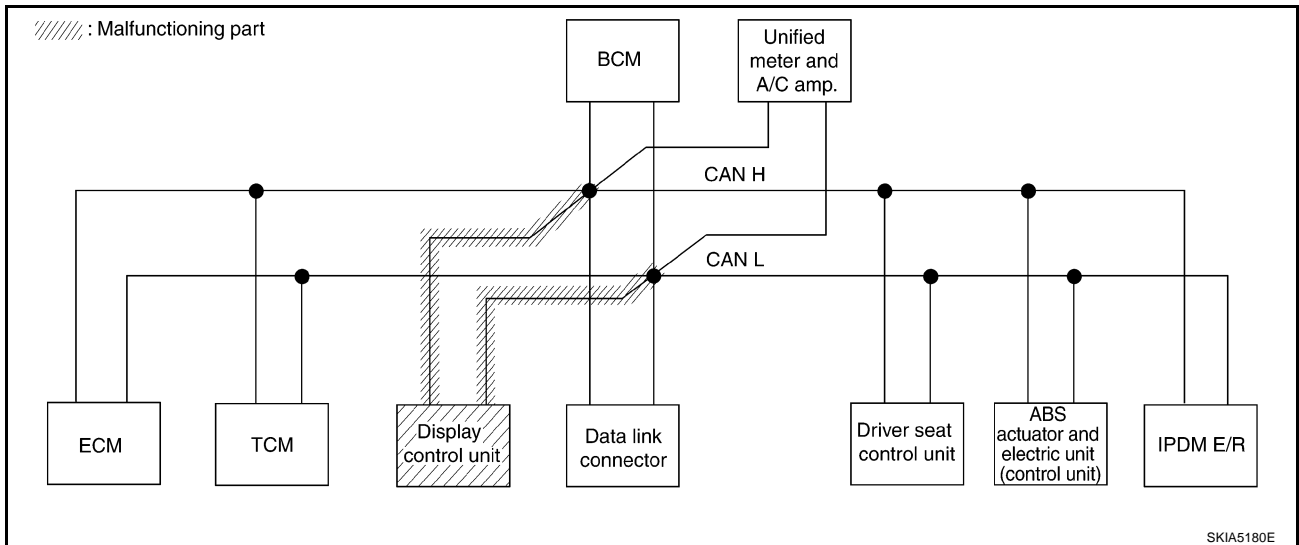 : Malfunctioning part
BCM
Unified
meter and
A/C amp.
CAN H
CAN L
ECM
TCM
Display
control unit
Data link
connector
Driver seat
control unit
ABS
actuator and
electric unit
(control unit)
IPDM E/R
SKIA5180E